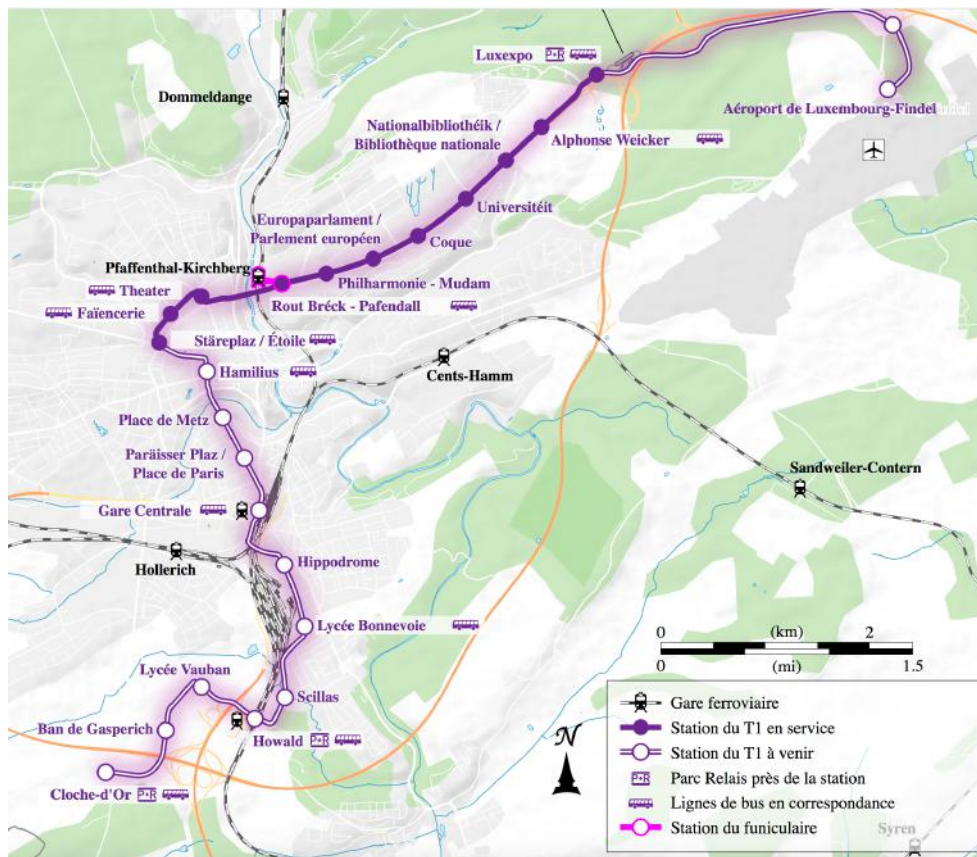 Luxexpo P+R
Dommeldange
Aéroport de Luxembourg-Findel
Nationalbibliothéik /
Bibliothèque nationale
Alphonse Weicker
Universitéit
Europaparlament /
Parlement européen
Coque
Pfaffenthal-Kirchberg
Philharmonie - Mudam
Theater
Rout Bréck - Pafendall
Faïencerie
Stäreplaz / Étoile
Hamilius
Cents-Hamm
Place de Metz
Paräisser Plaz /
Place de Paris
Sandweiler-Contern
Gare Centrale
Hollerich
Hippodrome
Lycée Bonnevoie
0 (km) 2
0 (mi) 1.5
Lycée Vauban
Scillas
Ban de Gasperich
Howald P+R
Cloche-d'Or P+R
N
Gare ferroviaire
Station du T1 en service
Station du T1 à venir
P+R Parc Relais près de la station
Lignes de bus en correspondance
Station du funiculaire
Syren